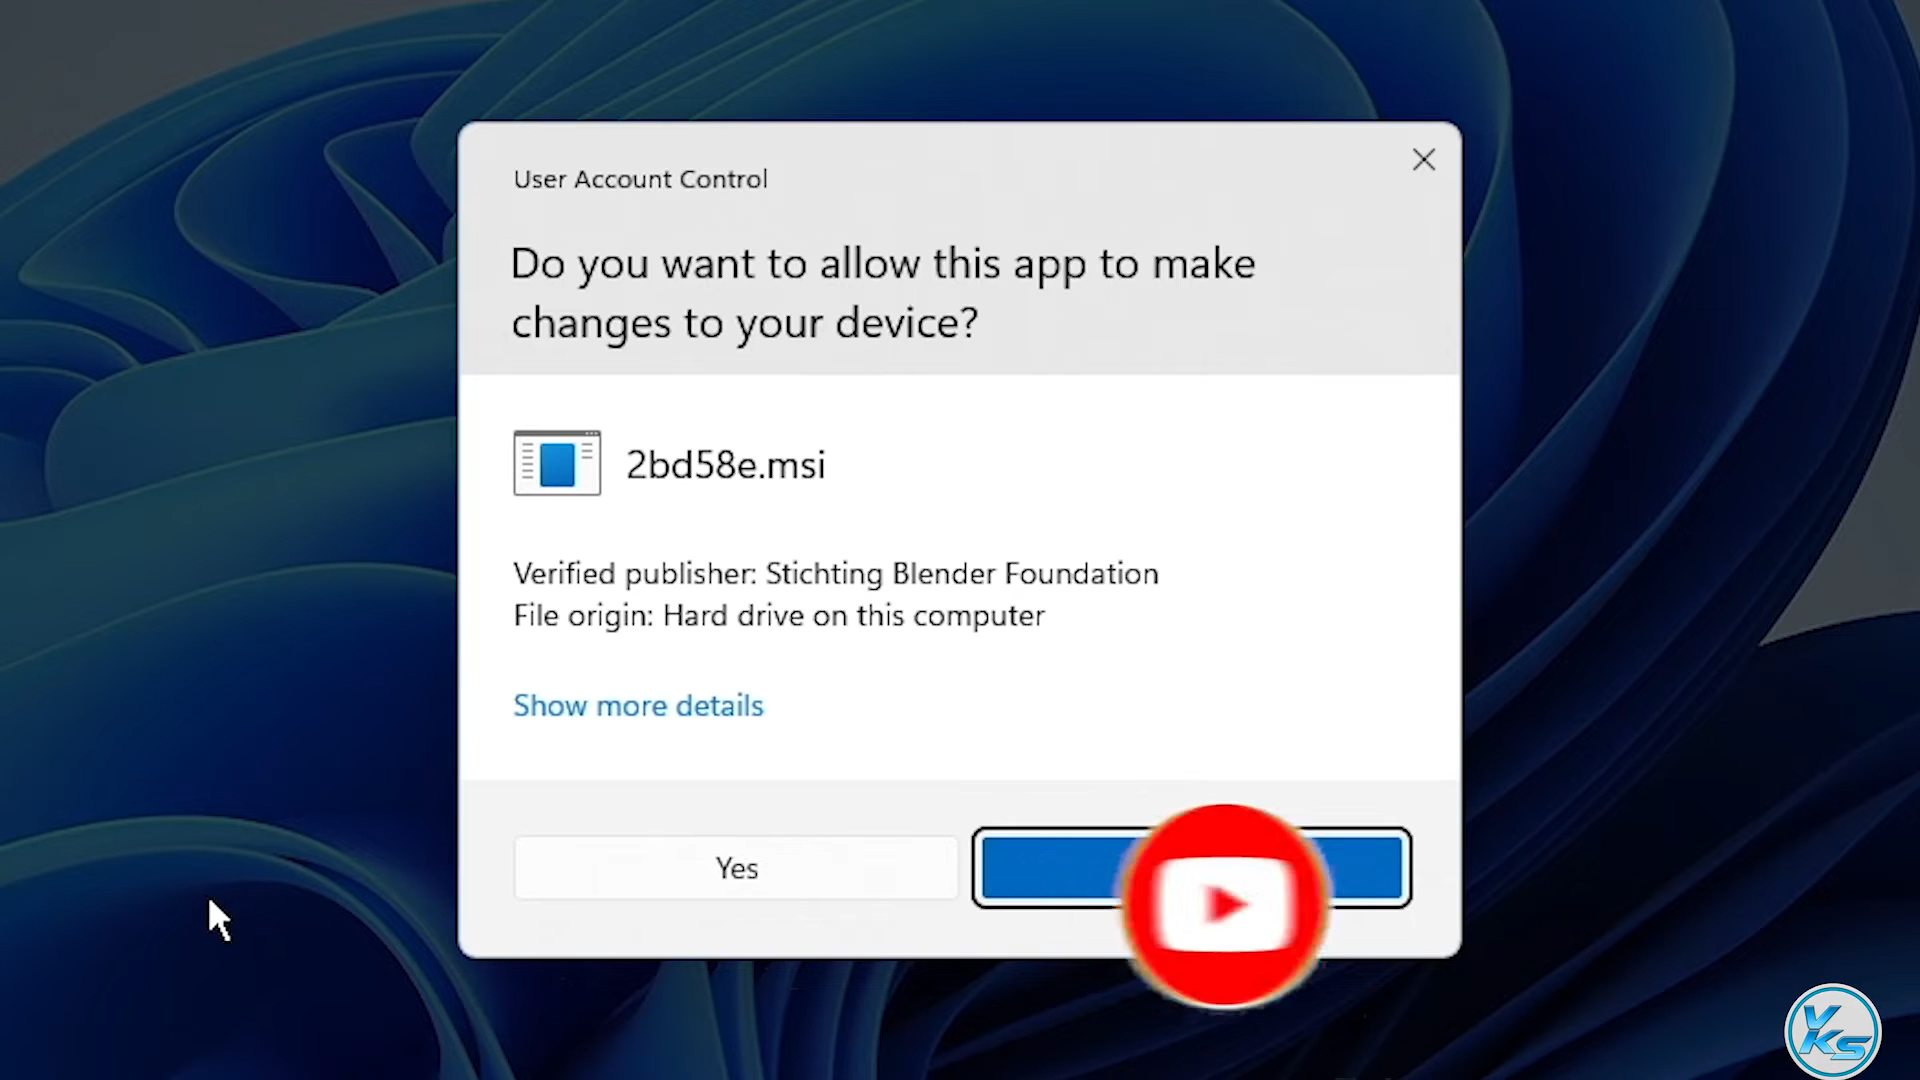 User Account Control
Do you want to allow this app to make
changes to your device?
2bd58e.msi
Verified publisher: Stichting Blender Foundation
File origin: Hard drive on this computer
Show more details
Yes
VKS